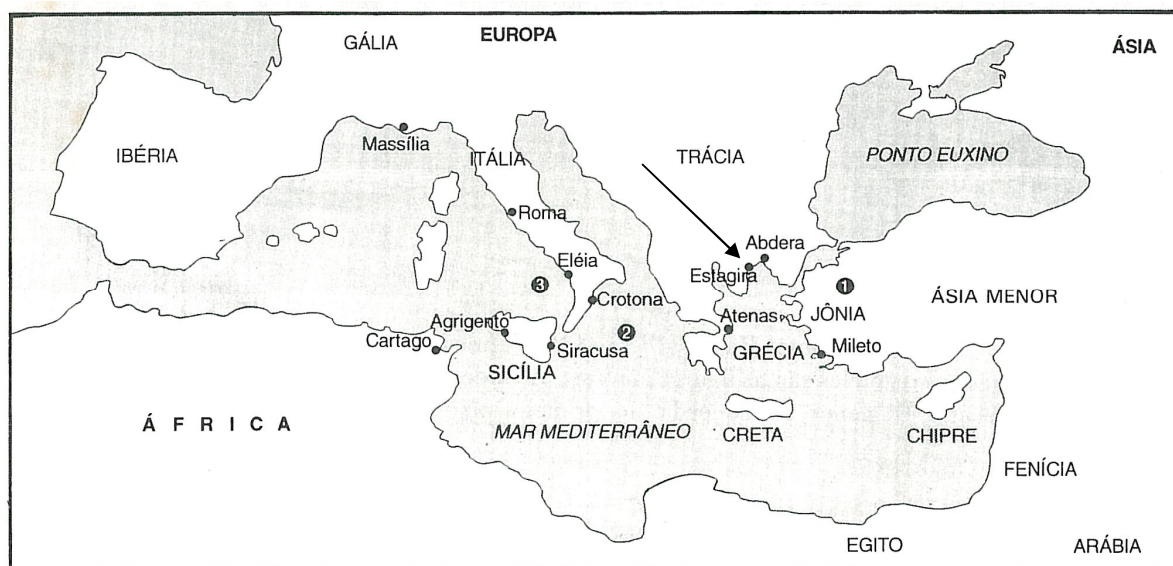 EUROPA
GÁLIA
ÁSIA
Massília
IBÉRIA
ITÁLIA
TRÁCIA
PONTO EUXINO
Roma
Abdera
Eléia
Estagira
3
Crotona
1
ÁSIA MENOR
Agrigento
2
Atenas
JÔNIA
Cartago
Siracusa
GRÉCIA
Mileto
SICÍLIA
ÁFRICA
MAR MEDITERRÂNEO
CRETA
CHIPRE
FENÍCIA
EGITO
ARÁBIA